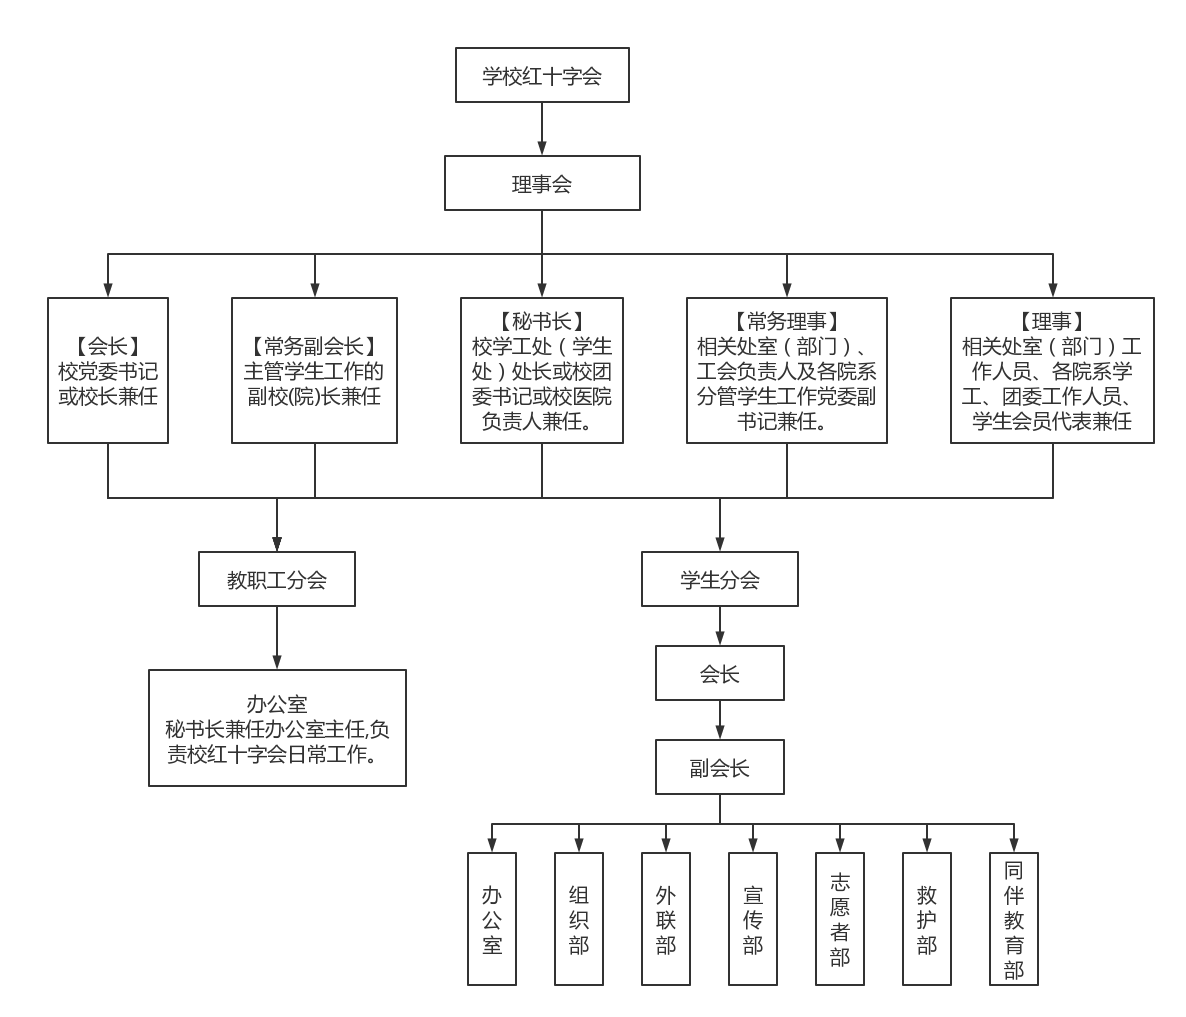 学校红十字会
理事会
【会长】
校党委书记
或校长兼任
【常务副会长】
主管学生工作的
副校(院)长兼任
【秘书长】
校学工处（学生
处）处长或校团
委书记或校医院
负责人兼任。
【常务理事】
相关处室（部门）、
工会负责人及各院系
分管学生工作党委副
书记兼任。
【理事】
相关处室（部门）工
作人员、各院系学
工、团委工作人员、
学生会员代表兼任
教职工分会
学生分会
办公室
秘书长兼任办公室主任,负
责校红十字会日常工作。
会长
副会长
办公室
组织部
外联部
宣传部
志愿者部
救护部
同伴教育部